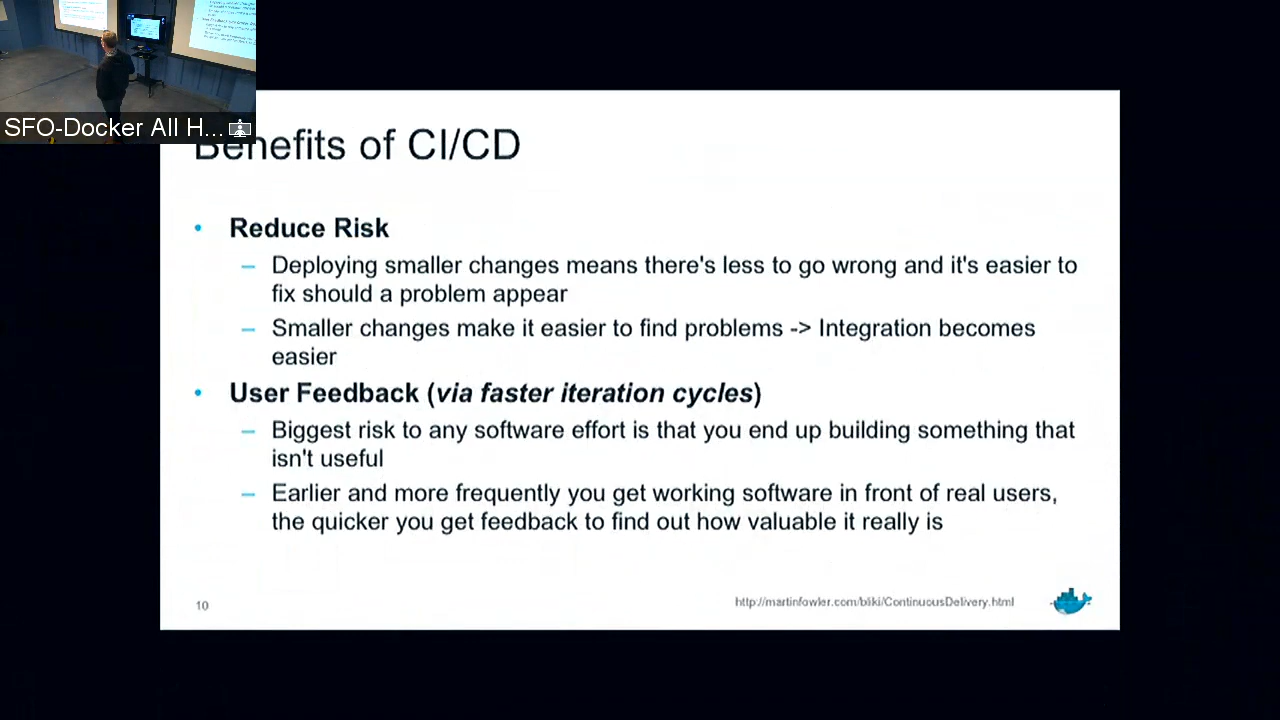 SFO-Docker All H...
Benefits of CI/CD
• Reduce Risk
– Deploying smaller changes means there's less to go wrong and it's easier to
fix should a problem appear
– Smaller changes make it easier to find problems -> Integration becomes
easier
• User Feedback (via faster iteration cycles)
– Biggest risk to any software effort is that you end up building something that
isn't useful
– Earlier and more frequently you get working software in front of real users,
the quicker you get feedback to find out how valuable it really is
10
http://martinfowler.com/bliki/ContinuousDelivery.html